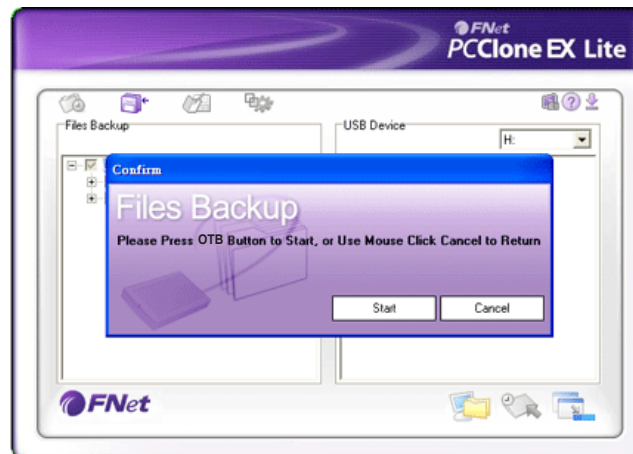 FNet
PCClone EX Lite
Files Backup
USB Device
H:
Confirm
Files Backup
Please Press OTB Button to Start, or Use Mouse Click Cancel to Return
Start
Cancel
FNet